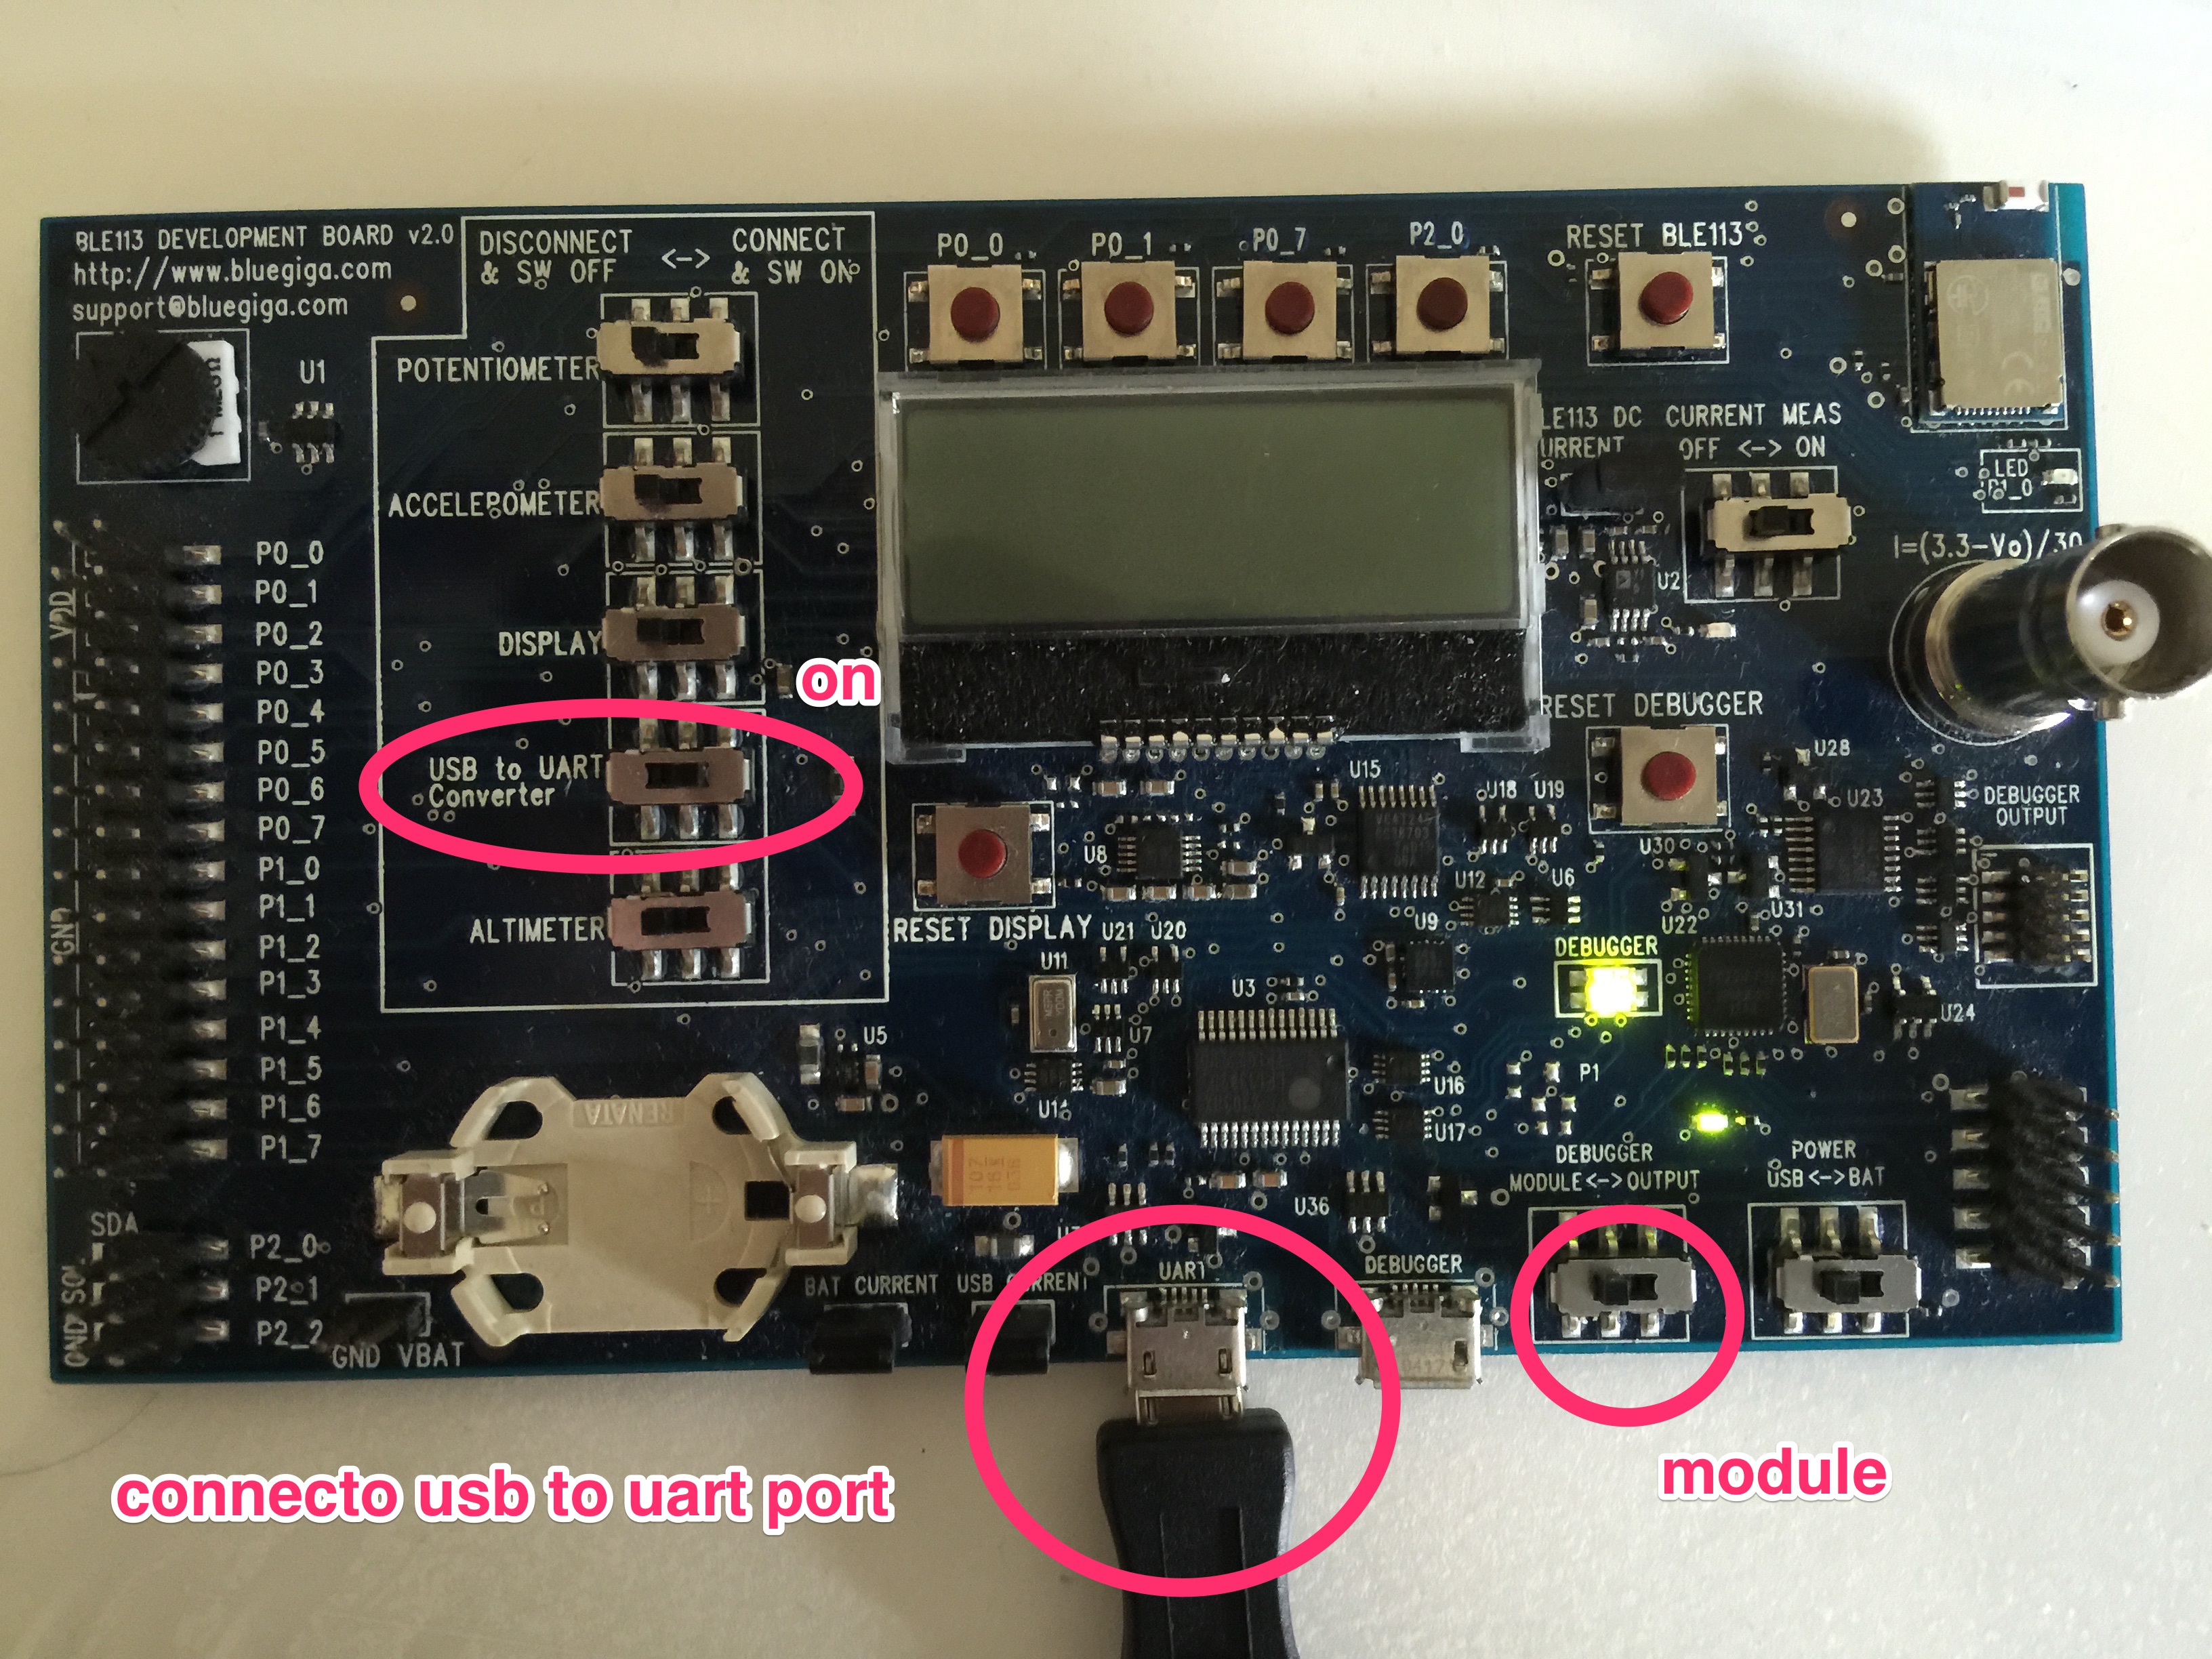 BLE113 DEVELOPMENT BOARD v2.0
http://www.bluegiga.com
support@bluegiga.com
DISCONNECT
& SW OFF
<->
CONNECT
& SW ON
POTENTIOMETER
ACCELEROMETER
DISPLAY
on
USB to UART
Converter
ALTIMETER
U1
P0_0
P0_1
P0_7
P2_0
RESET BLE113
LE113 DC
URRENT
CURRENT MEAS
OFF <-> ON
LED
P1_0
I=(3.3-Vo)/30
U2
RESET DEBUGGER
VDD
GND
P0_0
P0_1
P0_2
P0_3
P0_4
P0_5
P0_6
P0_7
P1_0
P1_1
P1_2
P1_3
P1_4
P1_5
P1_6
P1_7
SDA
SCL
GND
P2_0
P2_1
P2_2
GND VBAT
RENATA
U5
RESET DISPLAY
U8
U15
U18
U19
U12
U6
U9
U21
U20
U11
U7
U3
U16
U17
U36
U28
U23
U30
U22
U31
U24
DEBUGGER
OUTPUT
DEBUGGER
P1
DEBUGGER
MODULE<->OUTPUT
POWER
USB<->BAT
107
16K
BAT CURRENT
USB CURRENT
UART
DEBUGGER
connecto usb to uart port
module